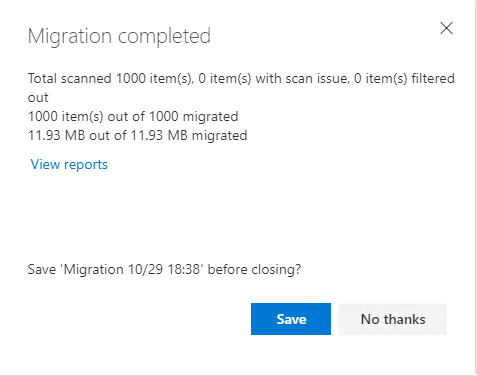 Migration completed
Total scanned 1000 item(s), 0 item(s) with scan issue, 0 item(s) filtered
out
1000 item(s) out of 1000 migrated
11.93 MB out of 11.93 MB migrated
View reports
Save 'Migration 10/29 18:38' before closing?
Save
No thanks